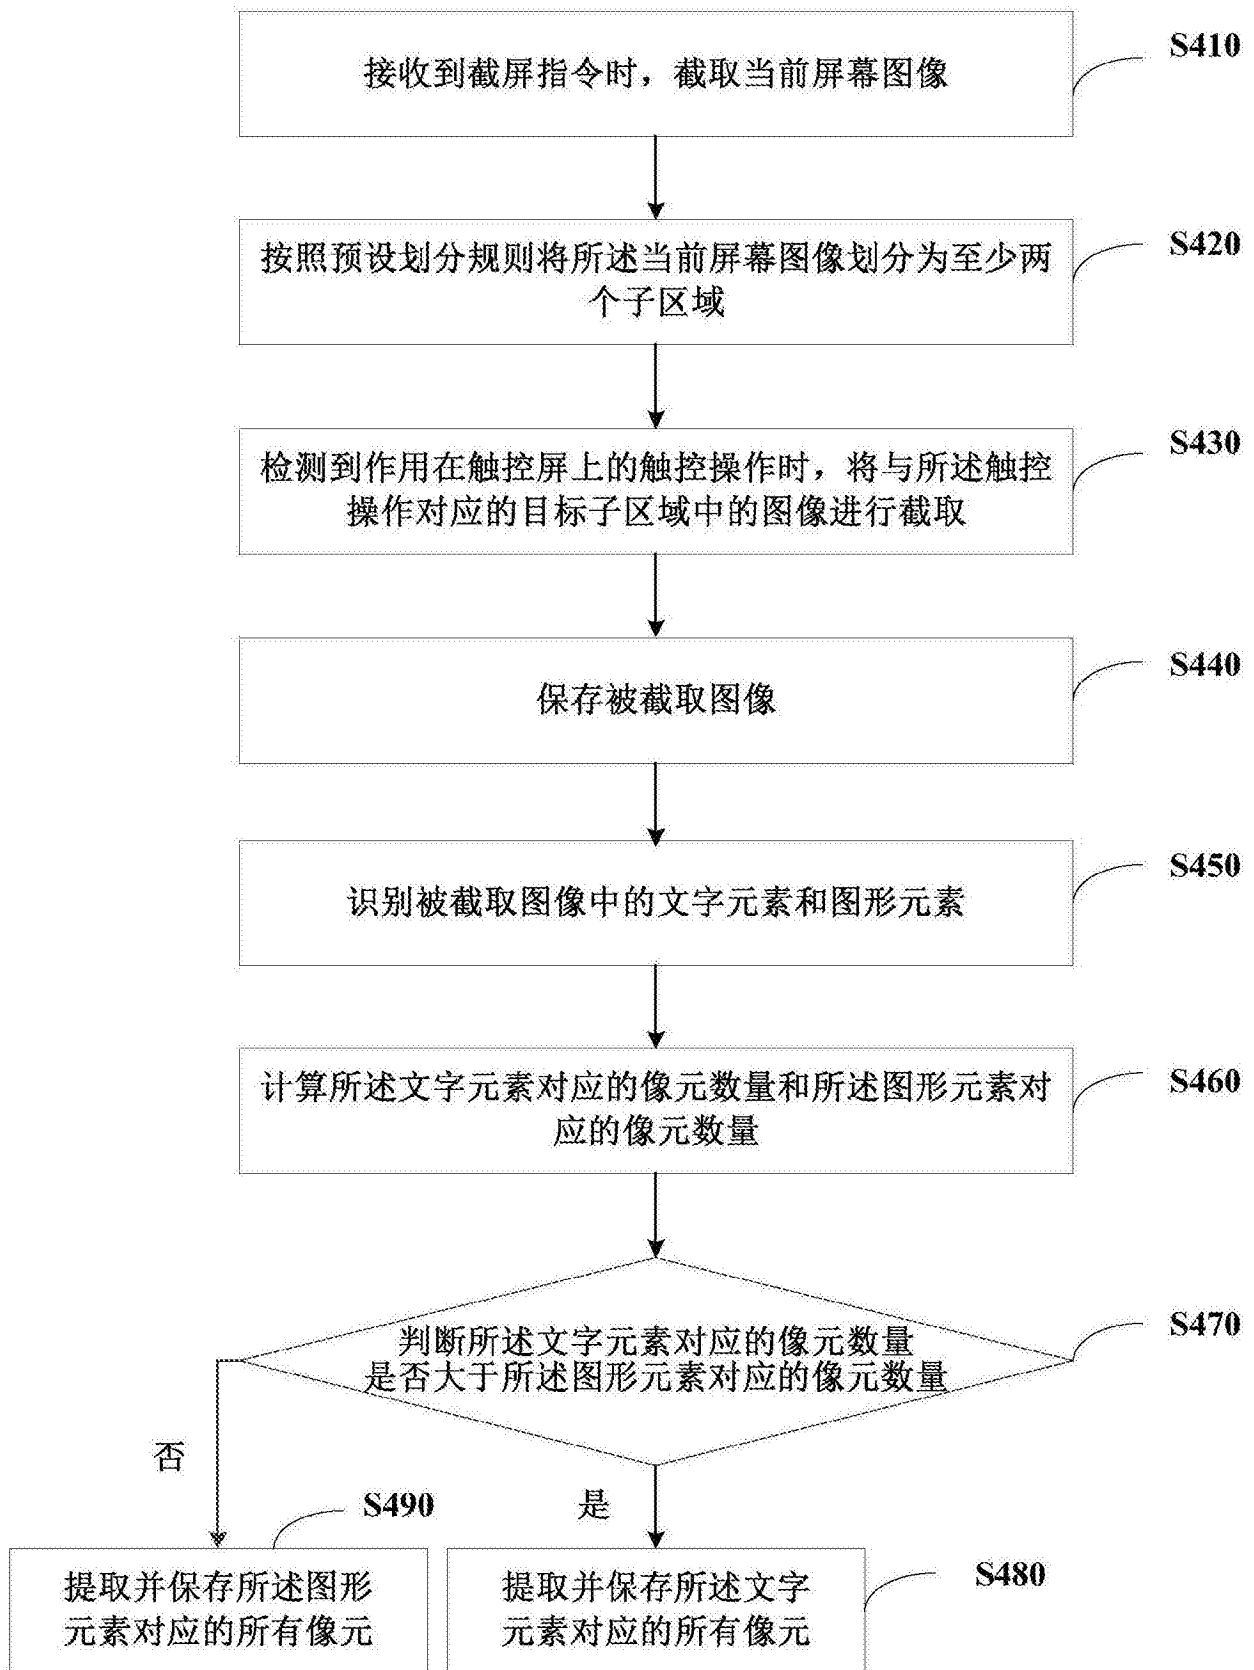 接收到截屏指令时，截取当前屏幕图像
S410
按照预设划分规则将所述当前屏幕图像划分为至少两
个子区域
S420
检测到作用在触控屏上的触控操作时，将与所述触控
操作对应的目标子区域中的图像进行截取
S430
保存被截取图像
S440
识别被截取图像中的文字元素和图形元素
S450
计算所述文字元素对应的像元数量和所述图形元素对
应的像元数量
S460
判断所述文字元素对应的像元数量
是否大于所述图形元素对应的像元数量
S470
否
是
S490
提取并保存所述图形
元素对应的所有像元
S480
提取并保存所述文字
元素对应的所有像元